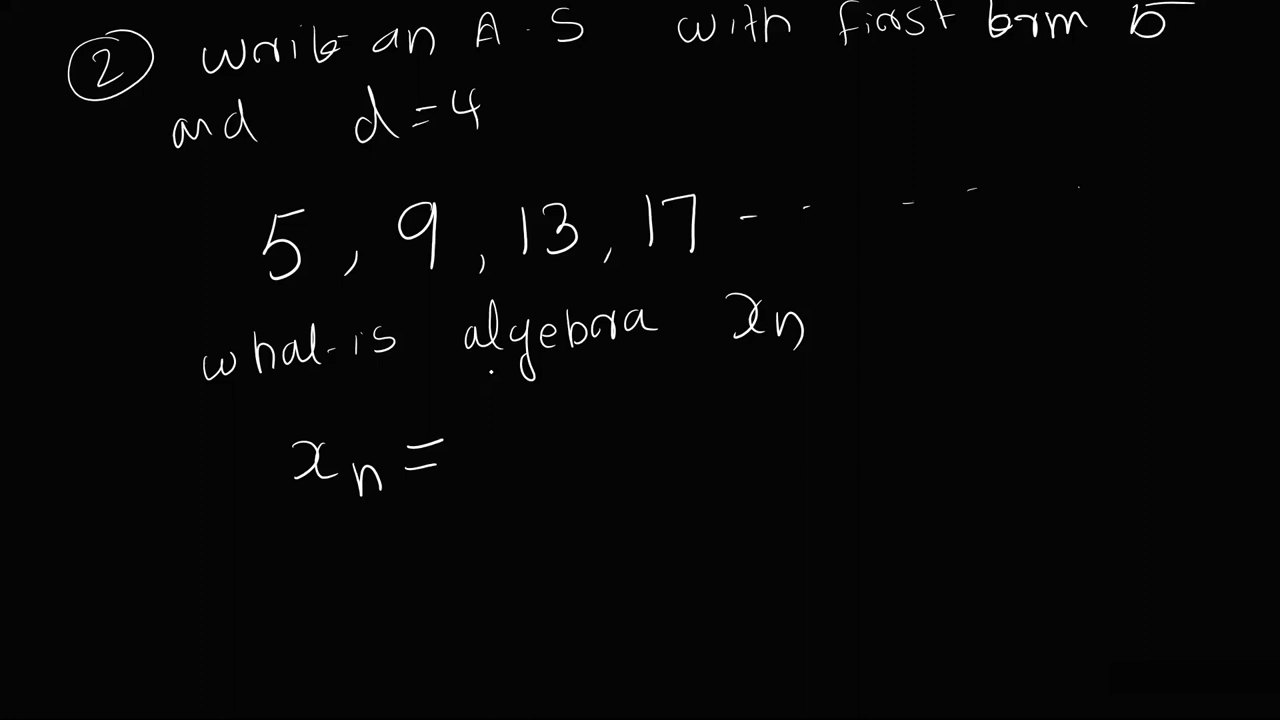 ② Write an A.S with first term 5
and d=4
5, 9, 13, 17 - - - -
what is algebra xn
xn =